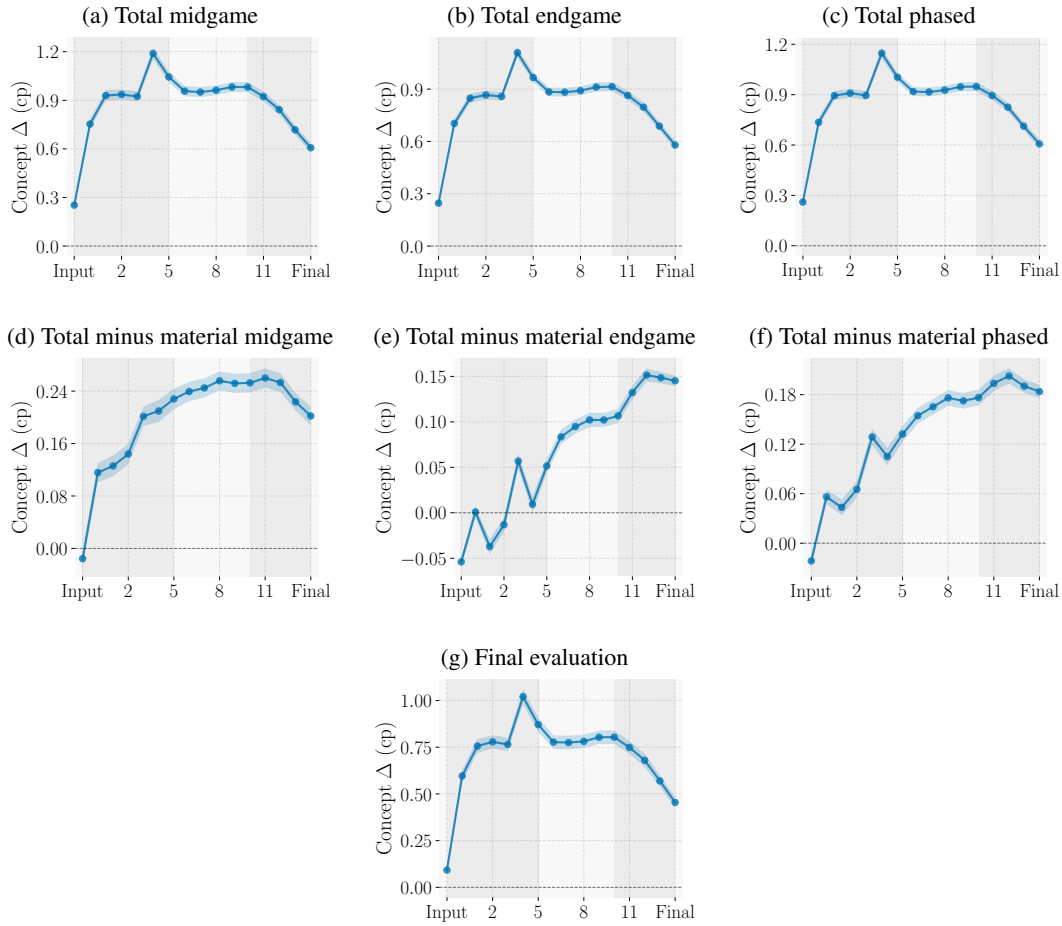 (a) Total midgame
(b) Total endgame
(c) Total phased
Concept Δ (cp)
1.2
0.9
0.6
0.3
0.0
Input 2 5 8 11 Final
Concept Δ (cp)
0.9
0.6
0.3
0.0
Input 2 5 8 11 Final
Concept Δ (cp)
1.2
0.9
0.6
0.3
0.0
Input 2 5 8 11 Final
(d) Total minus material midgame
(e) Total minus material endgame
(f) Total minus material phased
Concept Δ (cp)
0.24
0.16
0.08
0.00
Input 2 5 8 11 Final
Concept Δ (cp)
0.15
0.10
0.05
0.00
−0.05
Input 2 5 8 11 Final
Concept Δ (cp)
0.18
0.12
0.06
0.00
Input 2 5 8 11 Final
(g) Final evaluation
Concept Δ (cp)
1.00
0.75
0.50
0.25
0.00
Input 2 5 8 11 Final